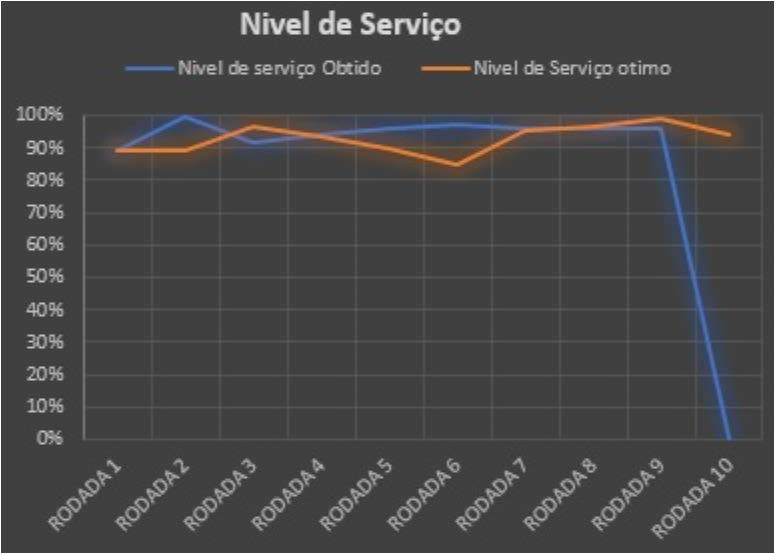 Nivel de Serviço
Nivel de serviço Obtido
Nivel de Serviço otimo
100%
90%
80%
70%
60%
50%
40%
30%
20%
10%
0%
RODADA 1
RODADA 2
RODADA 3
RODADA 4
RODADA 5
RODADA 6
RODADA 7
RODADA 8
RODADA 9
RODADA 10